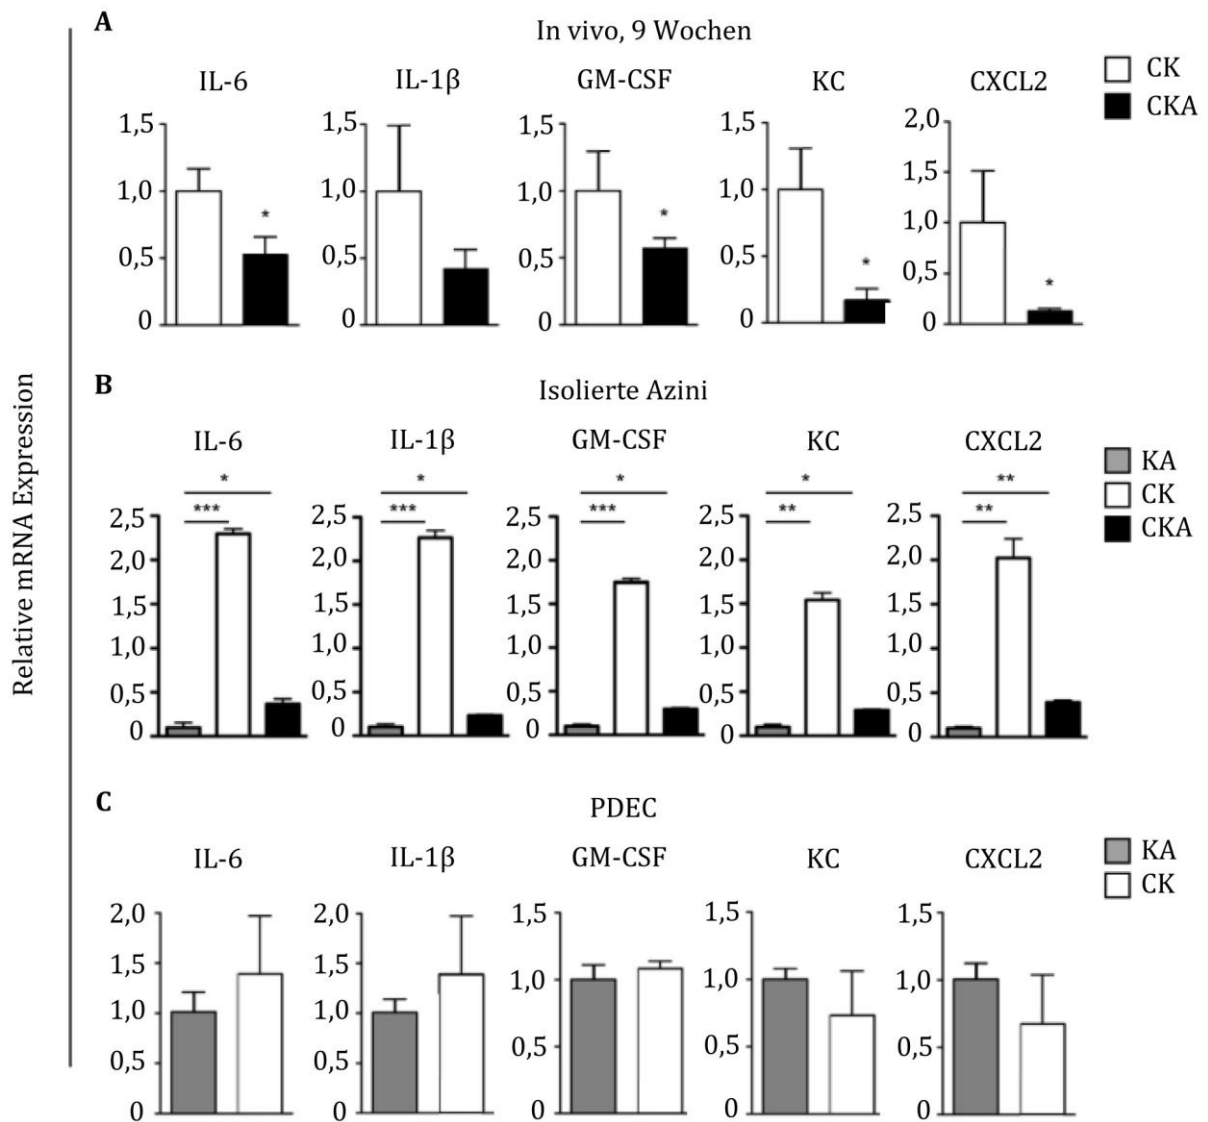 A
In vivo, 9 Wochen
IL-6 IL-1β GM-CSF KC CXCL2
CK
CKA
1,5 1,5 1,5 1,5 2,0
1,0 1,0 1,0 1,0 1,5
0,5 0,5 0,5 0,5 1,0
0 0 0 0 0,5
0
* * * *
Relative mRNA Expression
B
Isolierte Azini
IL-6 IL-1β GM-CSF KC CXCL2
KA
CK
CKA
* * * * **
*** *** *** ** **
2,5 2,5 2,5 2,5 2,5
2,0 2,0 2,0 2,0 2,0
1,5 1,5 1,5 1,5 1,5
1,0 1,0 1,0 1,0 1,0
0,5 0,5 0,5 0,5 0,5
0 0 0 0 0
C
PDEC
IL-6 IL-1β GM-CSF KC CXCL2
KA
CK
2,0 2,0 1,5 1,5 1,5
1,5 1,5 1,0 1,0 1,0
1,0 1,0 0,5 0,5 0,5
0,5 0,5 0 0 0
0 0